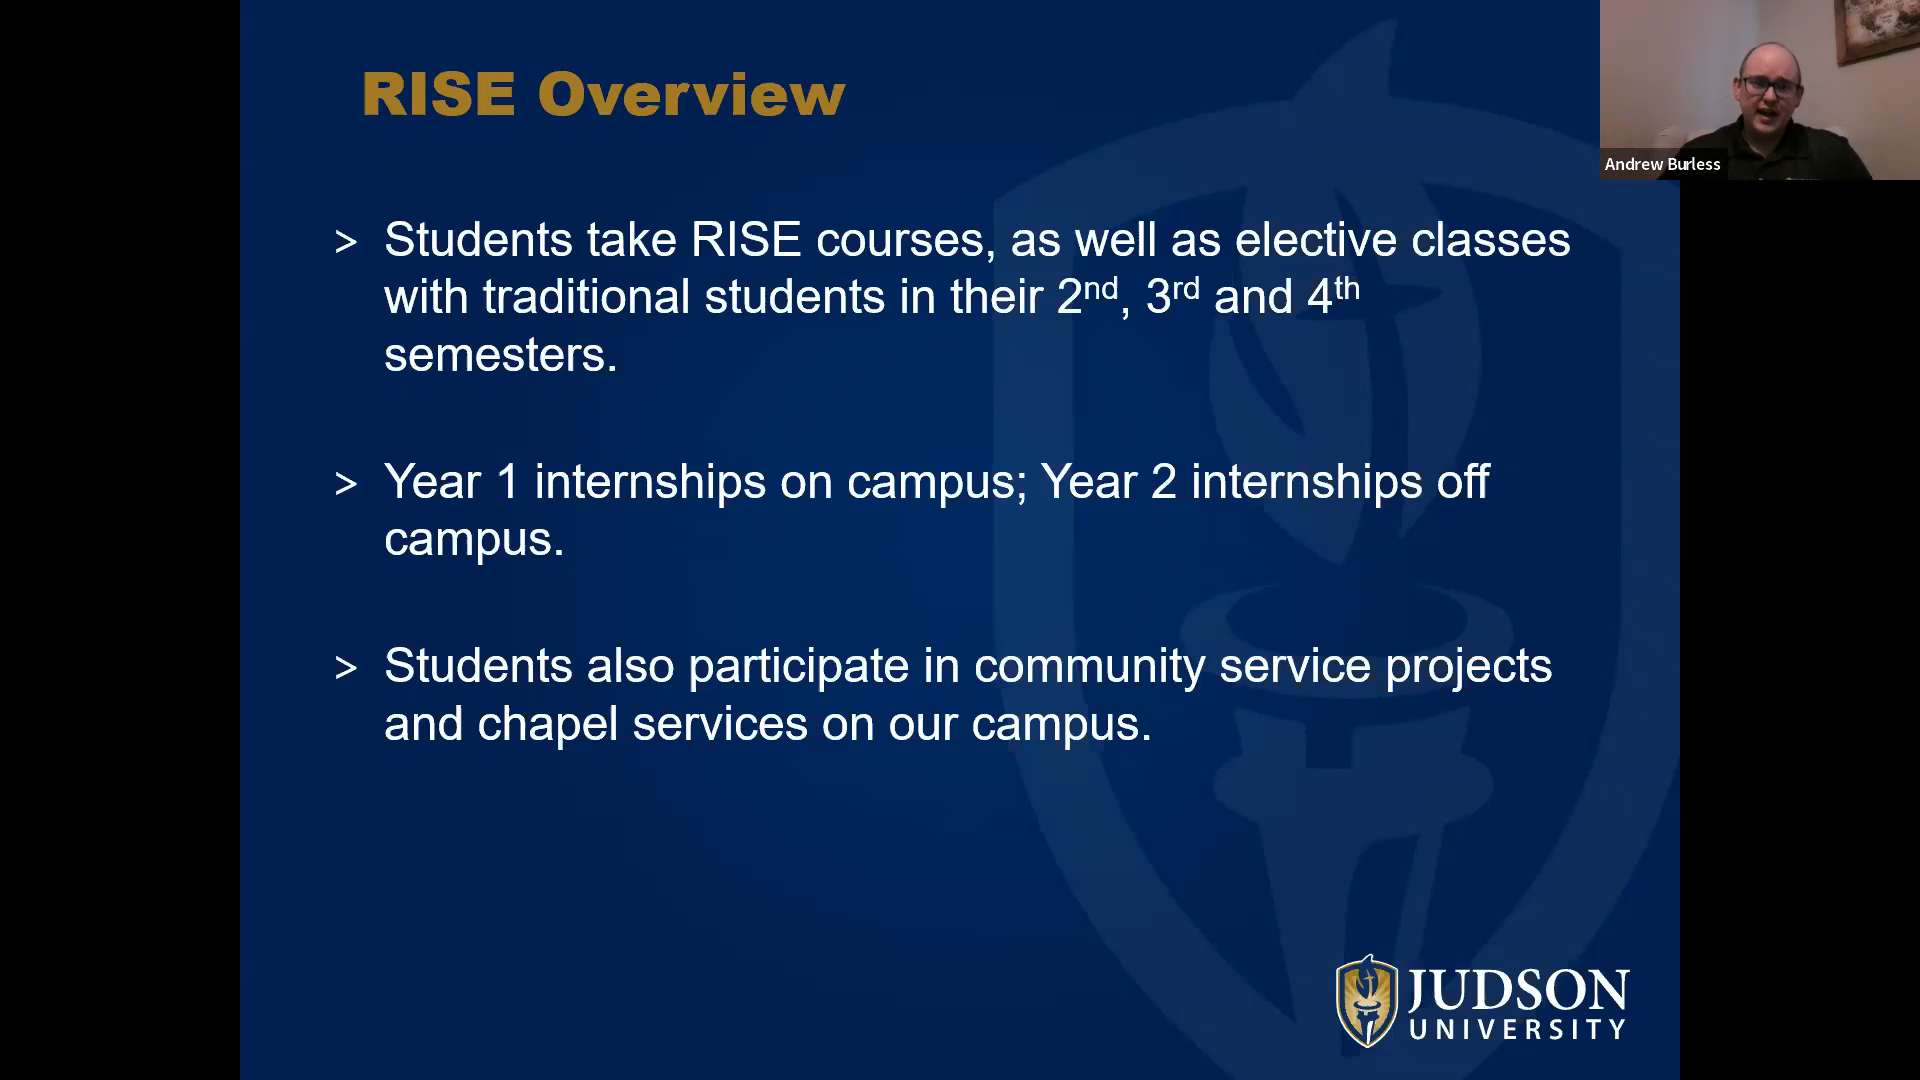 RISE Overview
Andrew Burless
> Students take RISE courses, as well as elective classes
with traditional students in their 2nd, 3rd and 4th
semesters.
> Year 1 internships on campus; Year 2 internships off
campus.
> Students also participate in community service projects
and chapel services on our campus.
JUDSON
UNIVERSITY